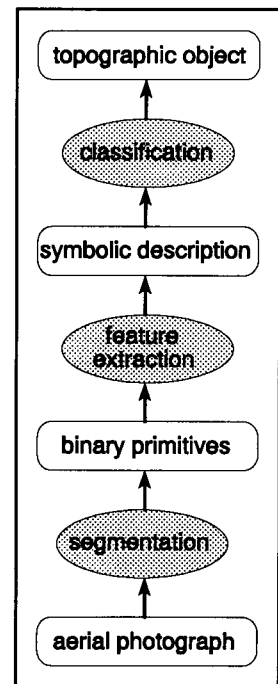 topographic object
classification
symbolic description
feature
extraction
binary primitives
segmentation
aerial photograph